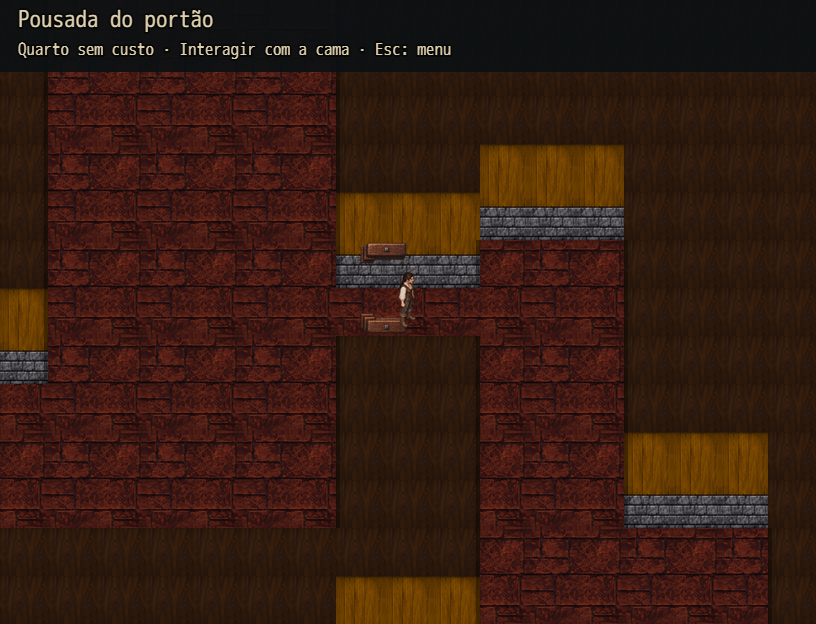 Pousada do portão
Quarto sem custo · Interagir com a cama · Esc: menu